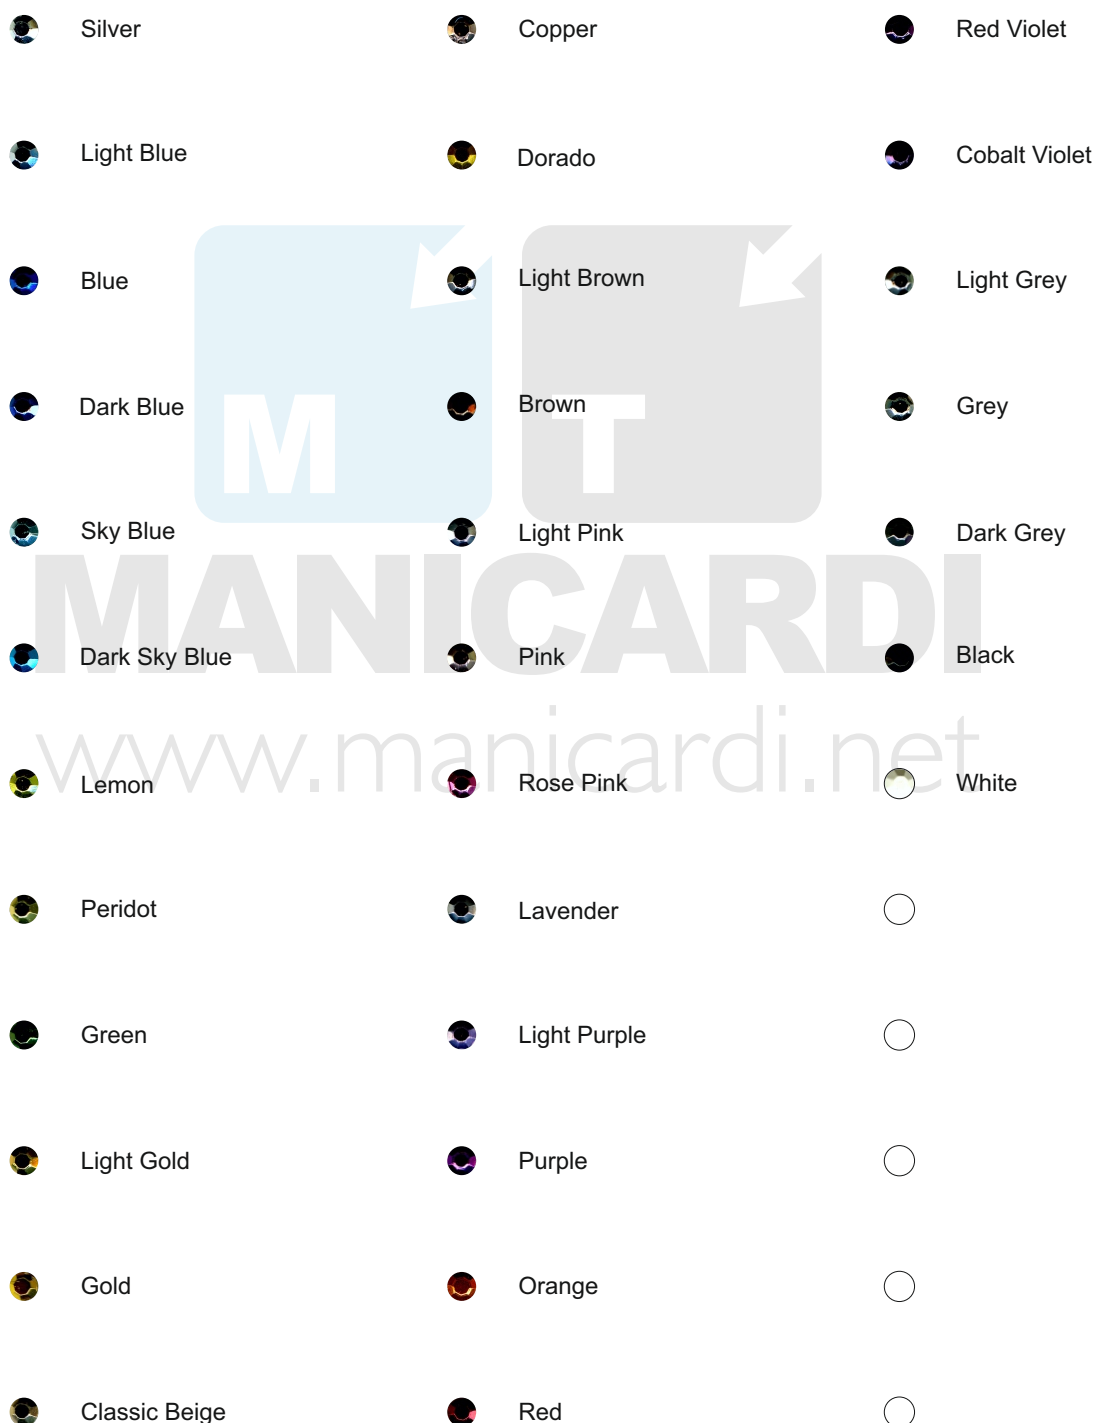 Silver
Copper
Red Violet
Light Blue
Dorado
Cobalt Violet
Blue
Light Brown
Light Grey
Dark Blue
Brown
Grey
M T
Sky Blue
Light Pink
Dark Grey
MANICARDI
Dark Sky Blue
Pink
Black
www.manicardi.net
Lemon
Rose Pink
White
Peridot
Lavender
Green
Light Purple
Light Gold
Purple
Gold
Orange
Classic Beige
Red